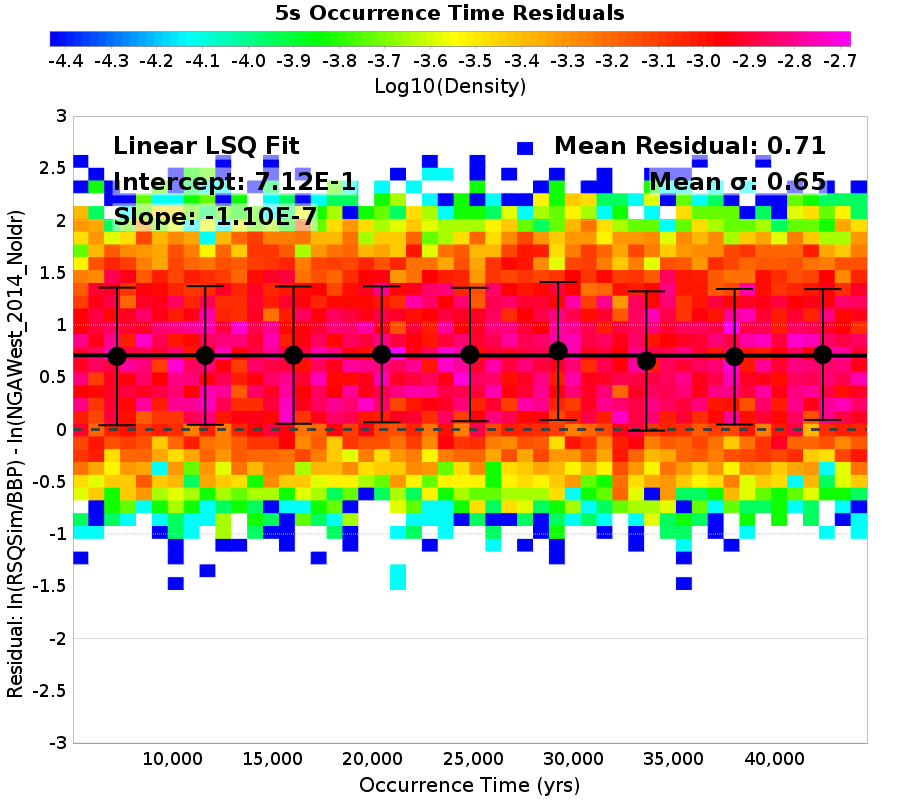 5s Occurrence Time Residuals
-4.4 -4.3 -4.2 -4.1 -4.0 -3.9 -3.8 -3.7 -3.6 -3.5 -3.4 -3.3 -3.2 -3.1 -3.0 -2.9 -2.8 -2.7
Log10(Density)
Linear LSQ Fit
Intercept: 7.12E-1
Slope: -1.10E-7
Mean Residual: 0.71
Mean σ: 0.65
Residual: ln(RSQSim/BBP) - ln(NGAWest_2014_NoIdr)
3
2.5
2
1.5
1
0.5
0
-0.5
-1
-1.5
-2
-2.5
-3
10,000 15,000 20,000 25,000 30,000 35,000 40,000
Occurrence Time (yrs)